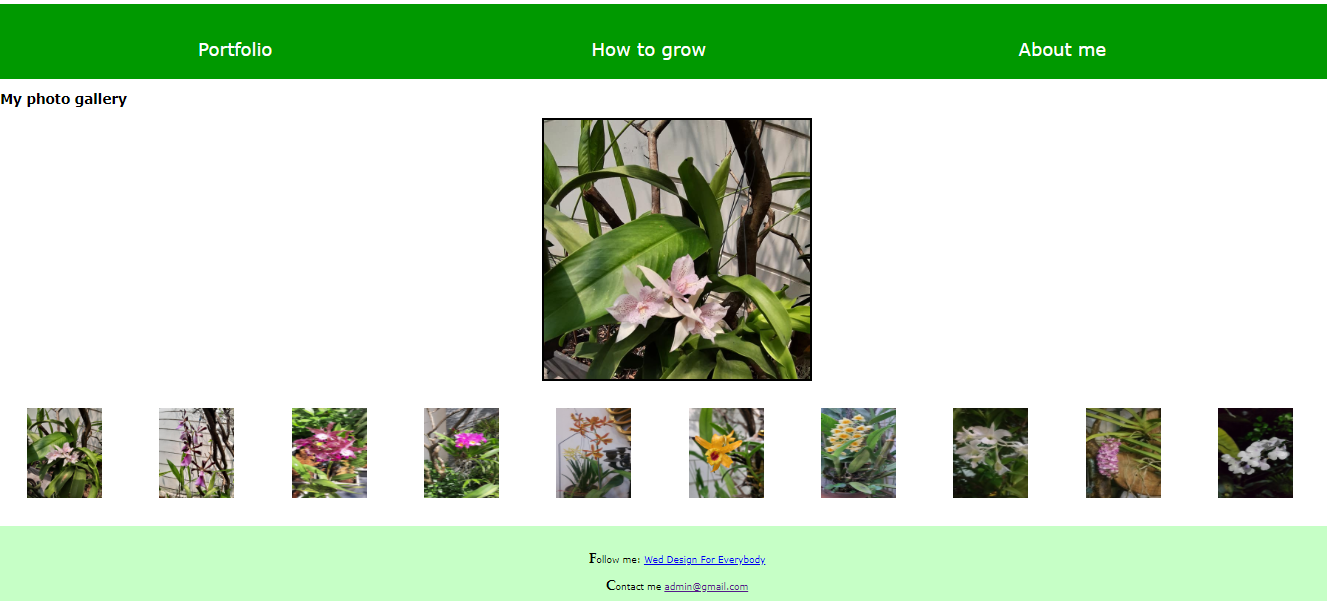 Portfolio How to grow About me
My photo gallery
Follow me: Wed Design For Everybody
Contact me admin@gmail.com